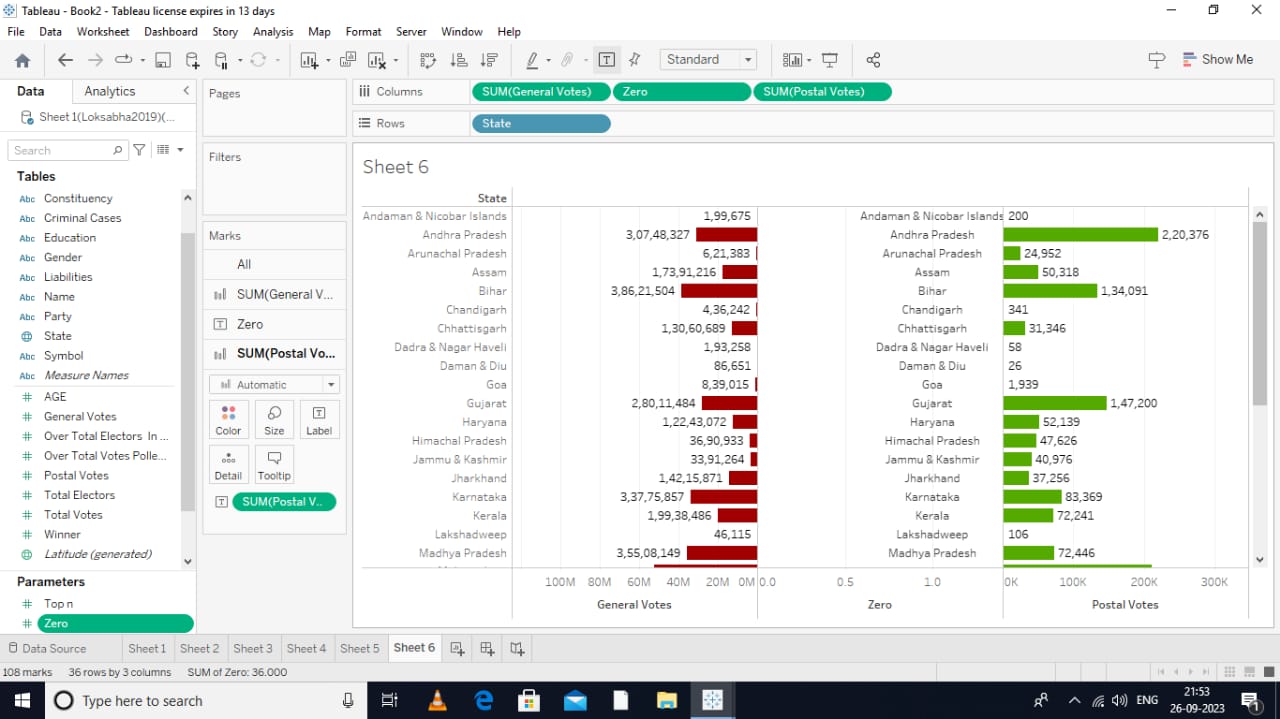 Tableau - Book2 - Tableau license expires in 13 days
File Data Worksheet Dashboard Story Analysis Map Format Server Window Help
Standard
Show Me
Data Analytics
Sheet 1(Loksabha2019)(...
Search
Tables
Abc Constituency
Abc Criminal Cases
Abc Education
Abc Gender
Abc Liabilities
Abc Name
Abc Party
State
Abc Symbol
Abc Measure Names
# AGE
# General Votes
# Over Total Electors In ...
# Over Total Votes Polle...
# Postal Votes
# Total Electors
# Total Votes
# Winner
Latitude (generated)
Parameters
# Top n
# Zero
Pages
Filters
Marks
All
SUM(General V...
T Zero
SUM(Postal Vo...
Automatic
Color Size Label
Detail Tooltip
T SUM(Postal V..
Columns SUM(General Votes) Zero SUM(Postal Votes)
Rows State
Sheet 6
State
Andaman & Nicobar Islands 1,99,675 Andaman & Nicobar Islands 200
Andhra Pradesh 3,07,48,327 Andhra Pradesh 2,20,376
Arunachal Pradesh 6,21,383 Arunachal Pradesh 24,952
Assam 1,73,91,216 Assam 50,318
Bihar 3,86,21,504 Bihar 1,34,091
Chandigarh 4,36,242 Chandigarh 341
Chhattisgarh 1,30,60,689 Chhattisgarh 31,346
Dadra & Nagar Haveli 1,93,258 Dadra & Nagar Haveli 58
Daman & Diu 86,651 Daman & Diu 26
Goa 8,39,015 Goa 1,939
Gujarat 2,80,11,484 Gujarat 1,47,200
Haryana 1,22,43,072 Haryana 52,139
Himachal Pradesh 36,90,933 Himachal Pradesh 47,626
Jammu & Kashmir 33,91,264 Jammu & Kashmir 40,976
Jharkhand 1,42,15,871 Jharkhand 37,256
Karnataka 3,37,75,857 Karnataka 83,369
Kerala 1,99,38,486 Kerala 72,241
Lakshadweep 46,115 Lakshadweep 106
Madhya Pradesh 3,55,08,149 Madhya Pradesh 72,446
100M 80M 60M 40M 20M 0M 0.0 0.5 1.0 0K 100K 200K 300K
General Votes Zero Postal Votes
Data Source Sheet 1 Sheet 2 Sheet 3 Sheet 4 Sheet 5 Sheet 6
108 marks 36 rows by 3 columns SUM of Zero: 36.000
Type here to search
ENG
21:53
26-09-2023
1